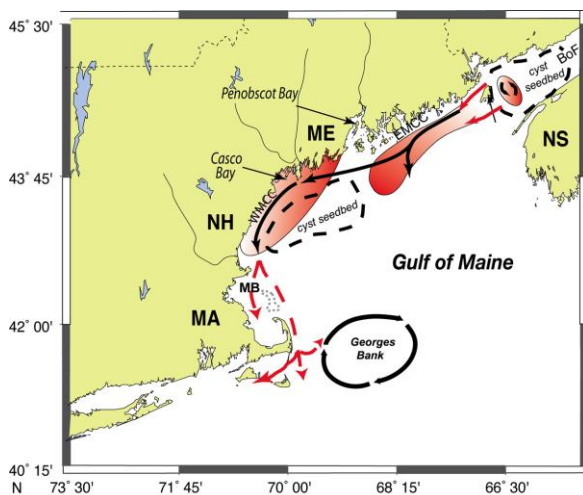 45° 30'
BoF
cyst
seedbed
Penobscot Bay
ME
EMCC
NS
Casco
Bay
43° 45'
WMCC
cyst seedbed
NH
Gulf of Maine
MB
42° 00'
MA
Georges
Bank
40° 15'
N
73° 30'
71° 45'
70° 00'
68° 15'
66° 30'